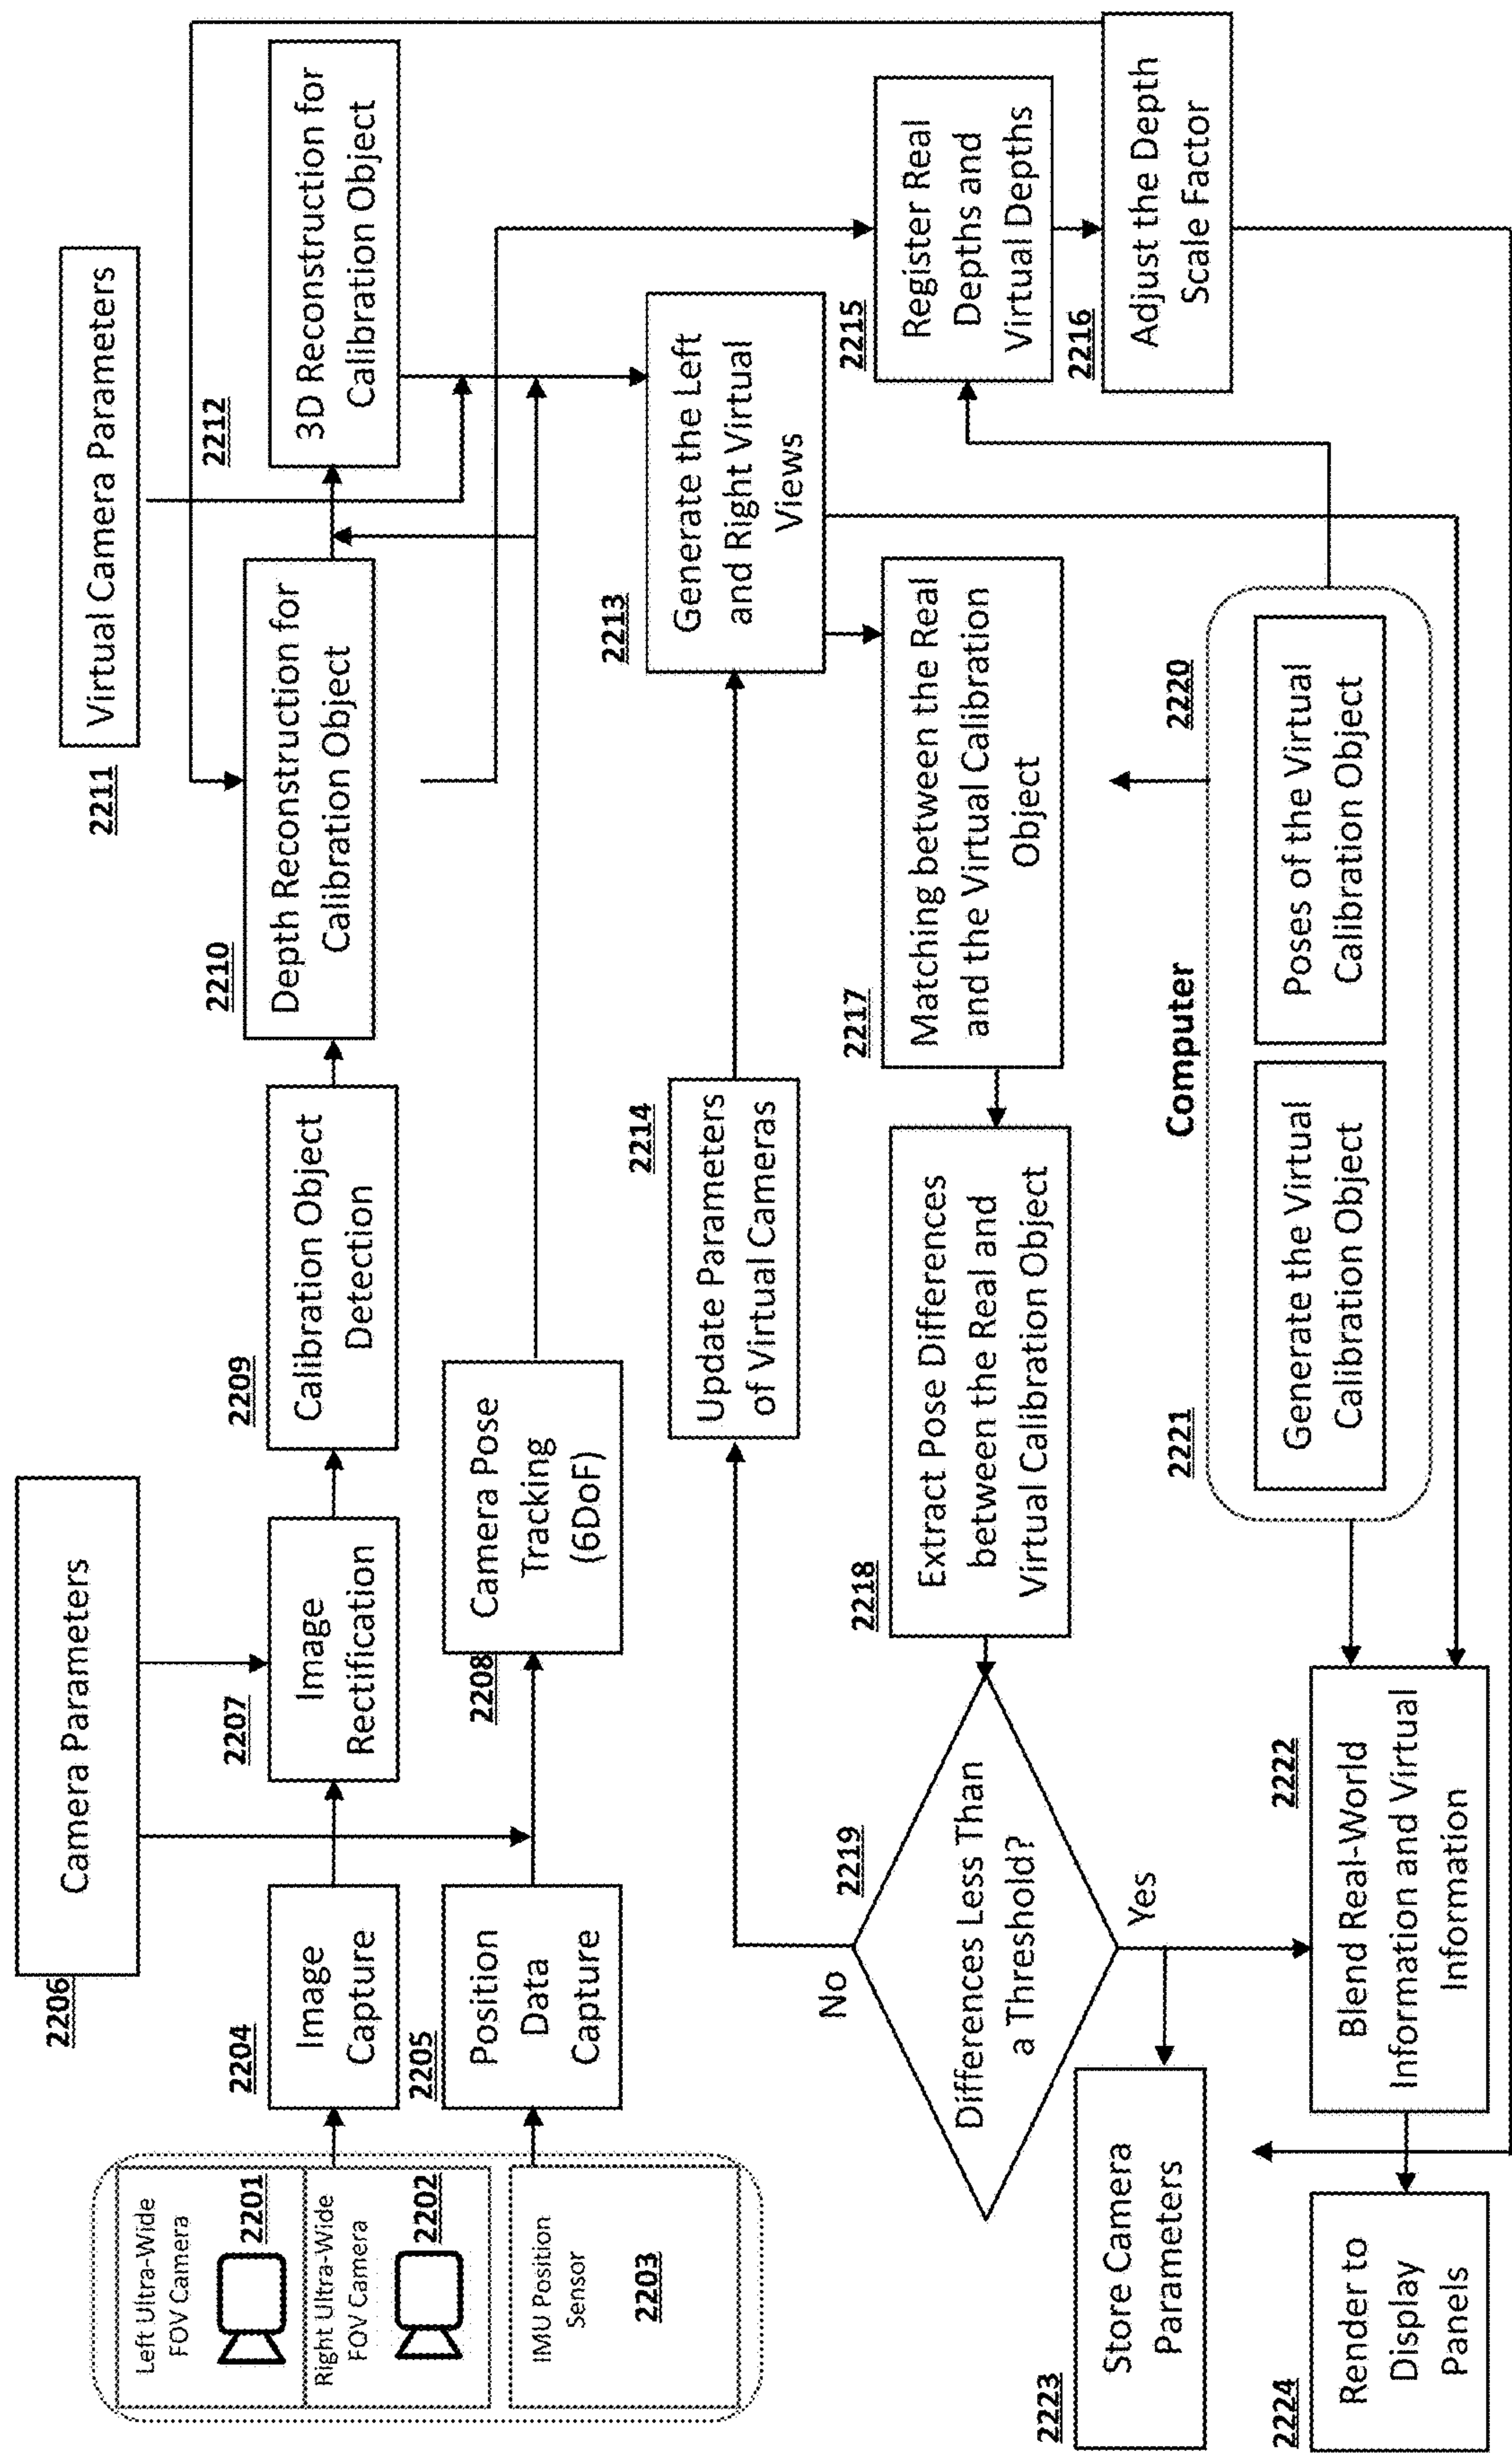 2206
Camera Parameters
2211
Virtual Camera Parameters
Left Ultra-Wide
FOV Camera
2201
Right Ultra-Wide
FOV Camera
2202
IMU Position
Sensor
2203
2204
Image
Capture
2205
Position
Data
Capture
2207
Image
Rectification
2208
Camera Pose
Tracking
(6DoF)
2209
Calibration Object
Detection
2210
Depth Reconstruction for
Calibration Object
2212
3D Reconstruction for
Calibration Object
2214
Update Parameters
of Virtual Cameras
2213
Generate the Left
and Right Virtual
Views
No
2219
Differences Less Than
a Threshold?
Yes
2218
Extract Pose Differences
between the Real and
Virtual Calibration Object
2217
Matching between the Real
and the Virtual Calibration
Object
2215
Register Real
Depths and
Virtual Depths
2216
Adjust the Depth
Scale Factor
2223
Store Camera
Parameters
Computer
2221
Generate the Virtual
Calibration Object
2220
Poses of the Virtual
Calibration Object
2224
Render to
Display
Panels
2222
Blend Real-World
Information and Virtual
Information